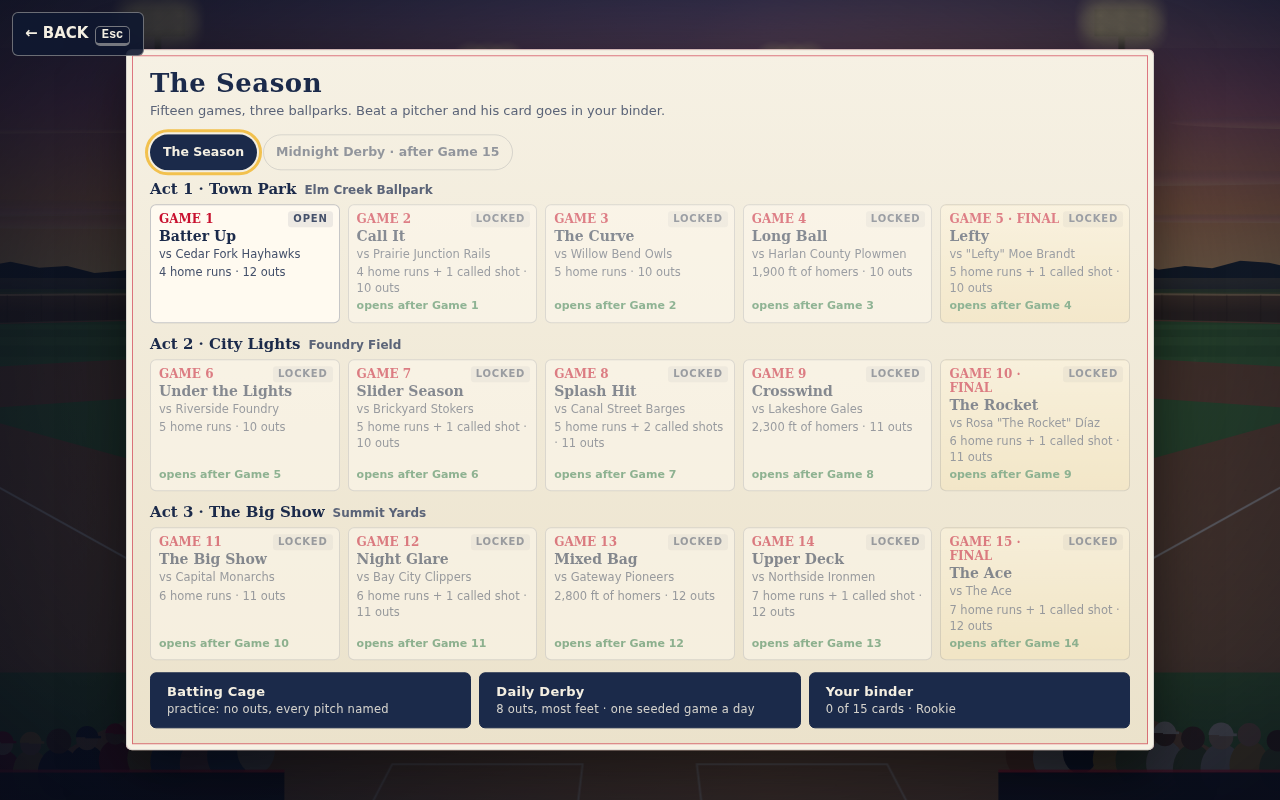 ← BACK Esc
The Season
Fifteen games, three ballparks. Beat a pitcher and his card goes in your binder.
The Season
Midnight Derby · after Game 15
Act 1 · Town Park Elm Creek Ballpark
GAME 1 OPEN
Batter Up
vs Cedar Fork Hayhawks
4 home runs · 12 outs
GAME 2 LOCKED
Call It
vs Prairie Junction Rails
4 home runs + 1 called shot ·
10 outs
opens after Game 1
GAME 3 LOCKED
The Curve
vs Willow Bend Owls
5 home runs · 10 outs
opens after Game 2
GAME 4 LOCKED
Long Ball
vs Harlan County Plowmen
1,900 ft of homers · 10 outs
opens after Game 3
GAME 5 · FINAL LOCKED
Lefty
vs "Lefty" Moe Brandt
5 home runs + 1 called shot ·
10 outs
opens after Game 4
Act 2 · City Lights Foundry Field
GAME 6 LOCKED
Under the Lights
vs Riverside Foundry
5 home runs · 10 outs
opens after Game 5
GAME 7 LOCKED
Slider Season
vs Brickyard Stokers
5 home runs + 1 called shot ·
10 outs
opens after Game 6
GAME 8 LOCKED
Splash Hit
vs Canal Street Barges
5 home runs + 2 called shots
· 11 outs
opens after Game 7
GAME 9 LOCKED
Crosswind
vs Lakeshore Gales
2,300 ft of homers · 11 outs
opens after Game 8
GAME 10 · LOCKED
FINAL
The Rocket
vs Rosa "The Rocket" Díaz
6 home runs + 1 called shot ·
11 outs
opens after Game 9
Act 3 · The Big Show Summit Yards
GAME 11 LOCKED
The Big Show
vs Capital Monarchs
6 home runs · 11 outs
opens after Game 10
GAME 12 LOCKED
Night Glare
vs Bay City Clippers
6 home runs + 1 called shot ·
11 outs
opens after Game 11
GAME 13 LOCKED
Mixed Bag
vs Gateway Pioneers
2,800 ft of homers · 12 outs
opens after Game 12
GAME 14 LOCKED
Upper Deck
vs Northside Ironmen
7 home runs + 1 called shot ·
12 outs
opens after Game 13
GAME 15 · LOCKED
FINAL
The Ace
vs The Ace
7 home runs + 1 called shot ·
12 outs
opens after Game 14
Batting Cage
practice: no outs, every pitch named
Daily Derby
8 outs, most feet · one seeded game a day
Your binder
0 of 15 cards · Rookie